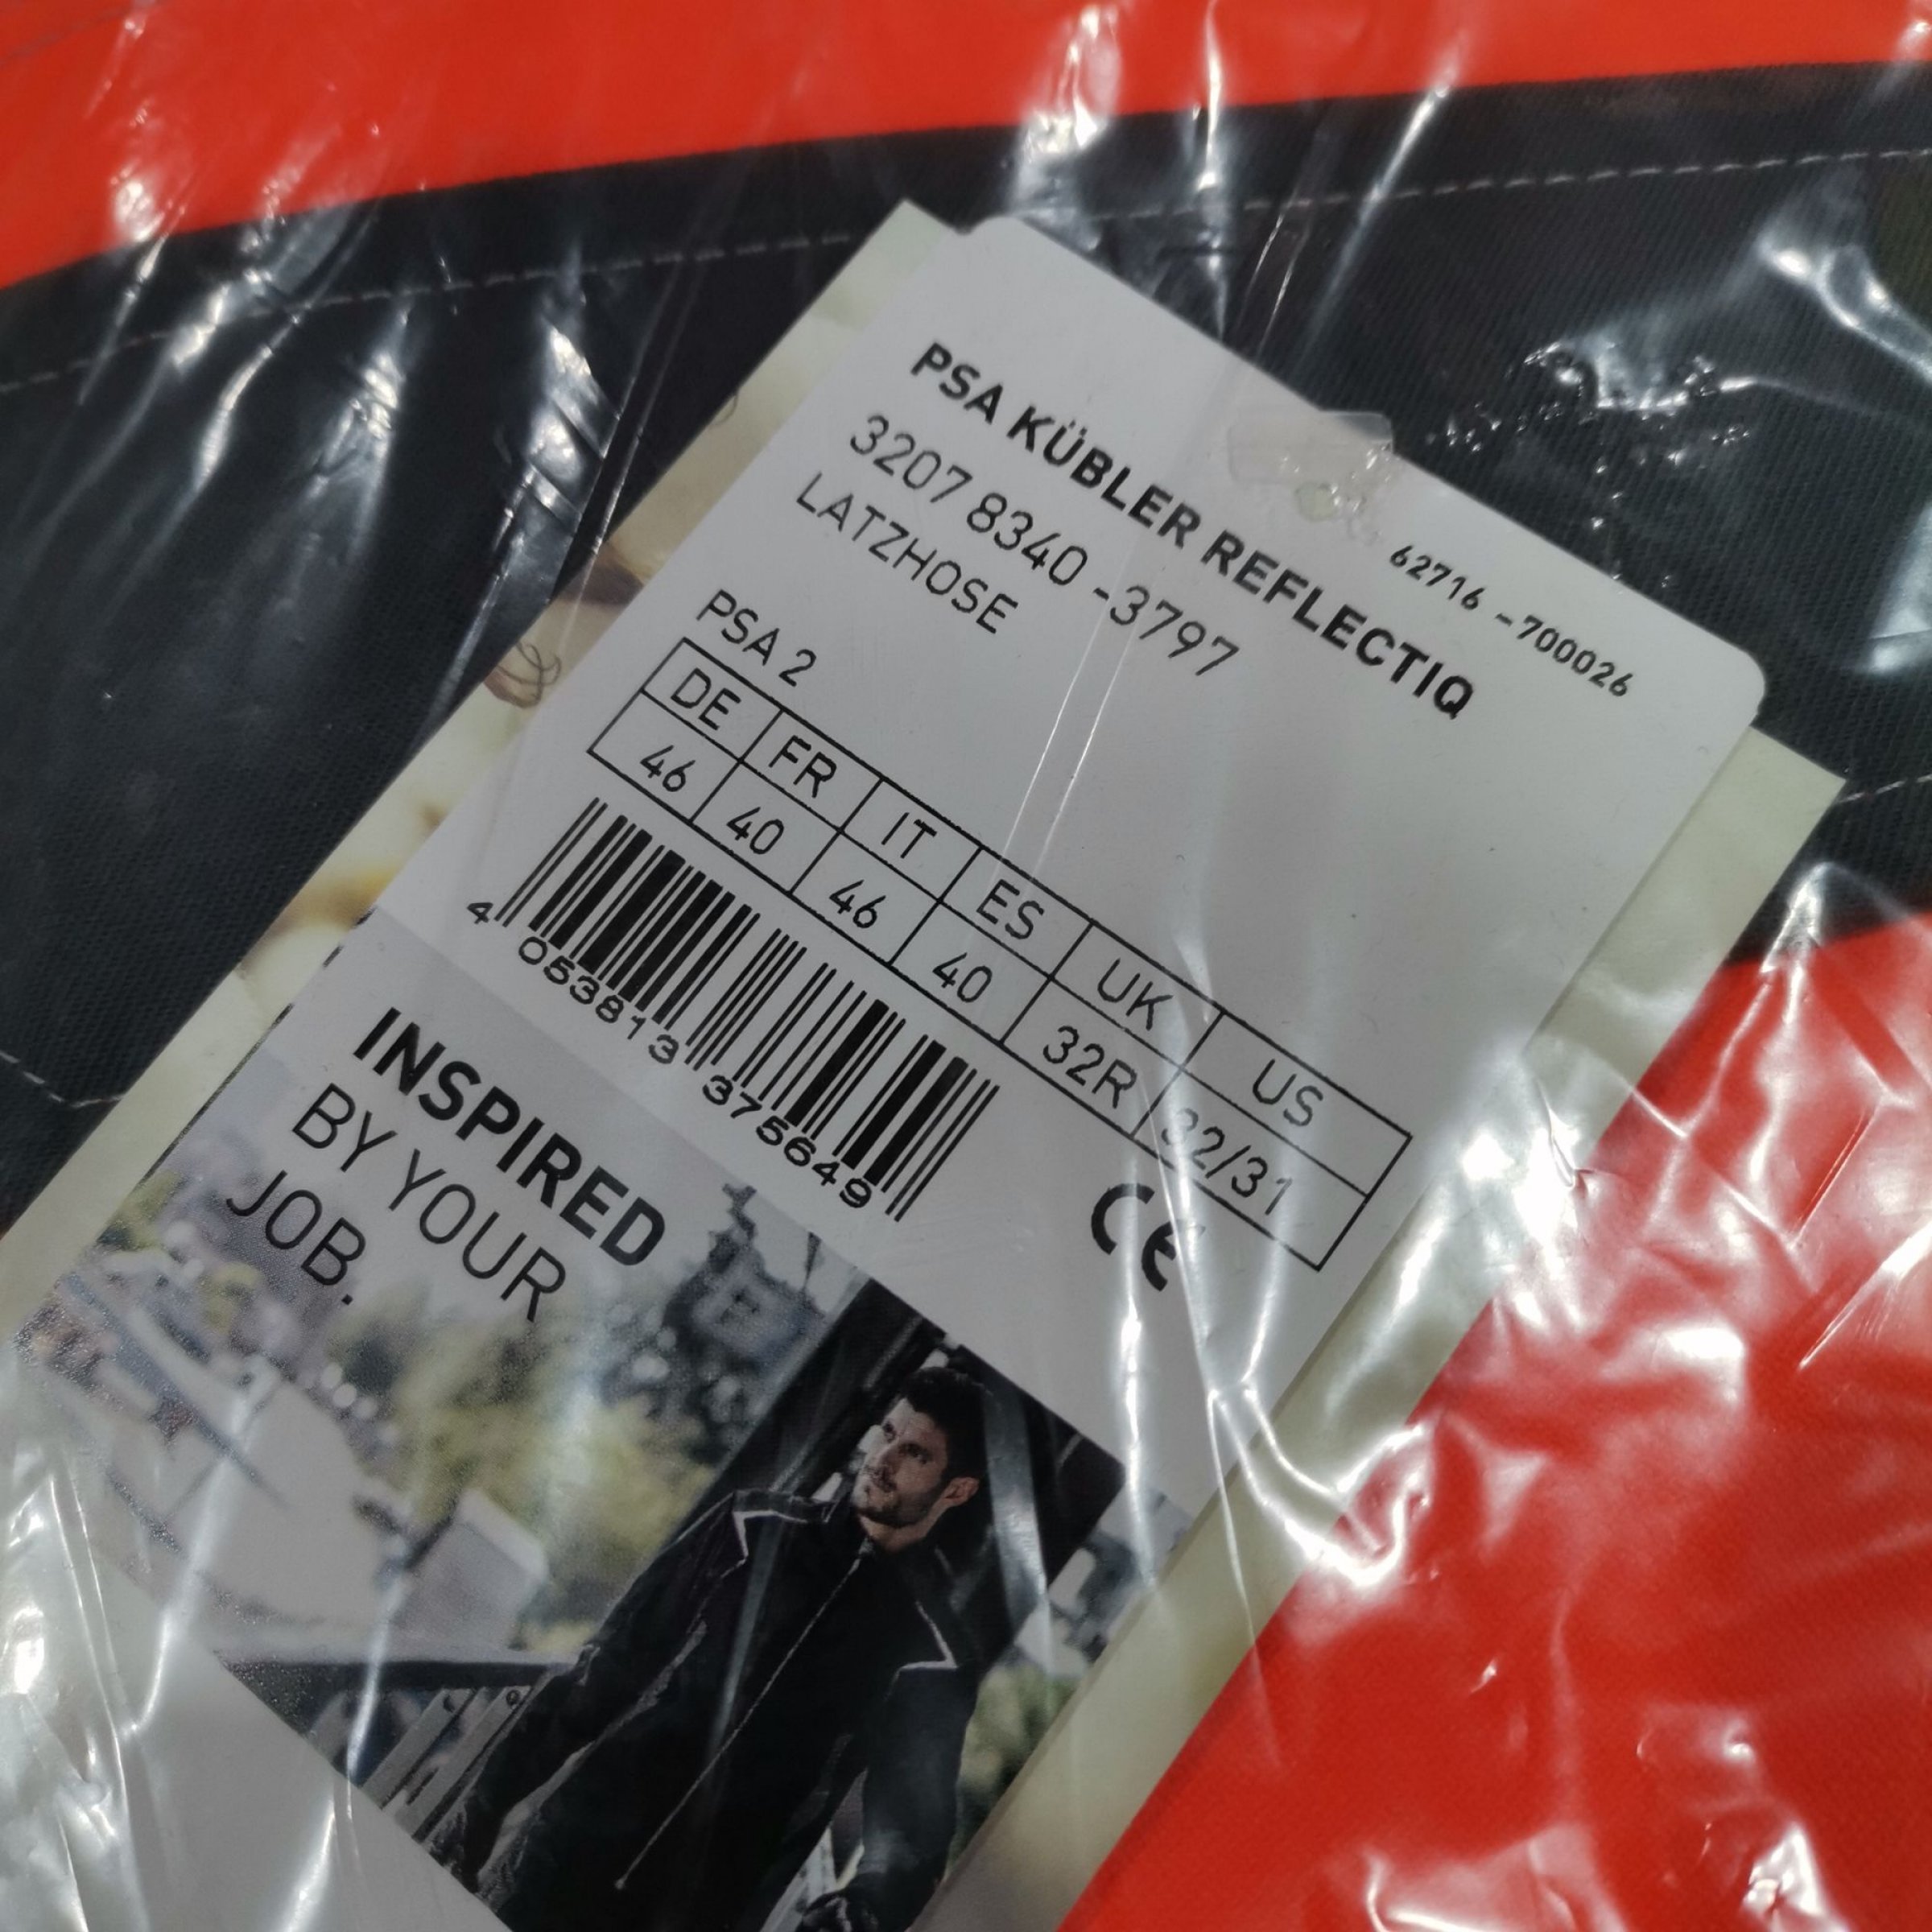 62716 -700026
PSA KÜBLER REFLECTIQ
3207 8340 -3797
LATZHOSE
PSA 2
DE FR IT ES UK US
46 40 46 40 32R 32/31
4 053813 375649
CE
INSPIRED
BY YOUR
JOB.